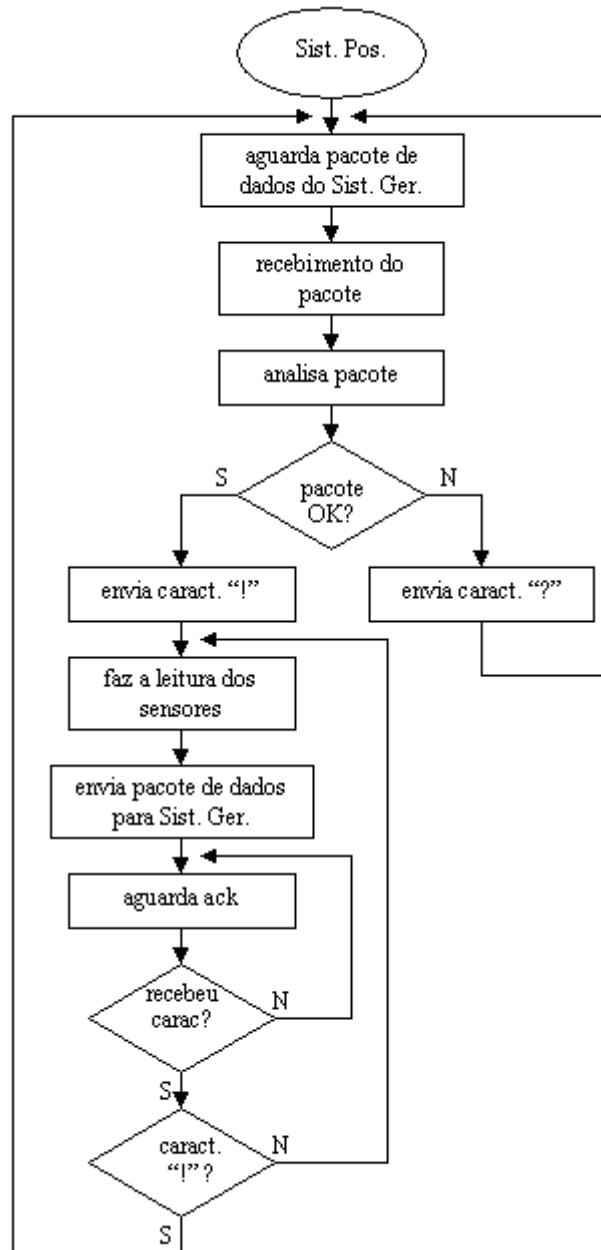 Sist. Pos.
aguarda pacote de
dados do Sist. Ger.
recebimento do
pacote
analisa pacote
S
N
pacote
OK?
envia caract. “!”
envia caract. “?”
faz a leitura dos
sensores
envia pacote de dados
para Sist. Ger.
aguarda ack
recebeu
carac?
N
S
caract.
“!” ?
N
S